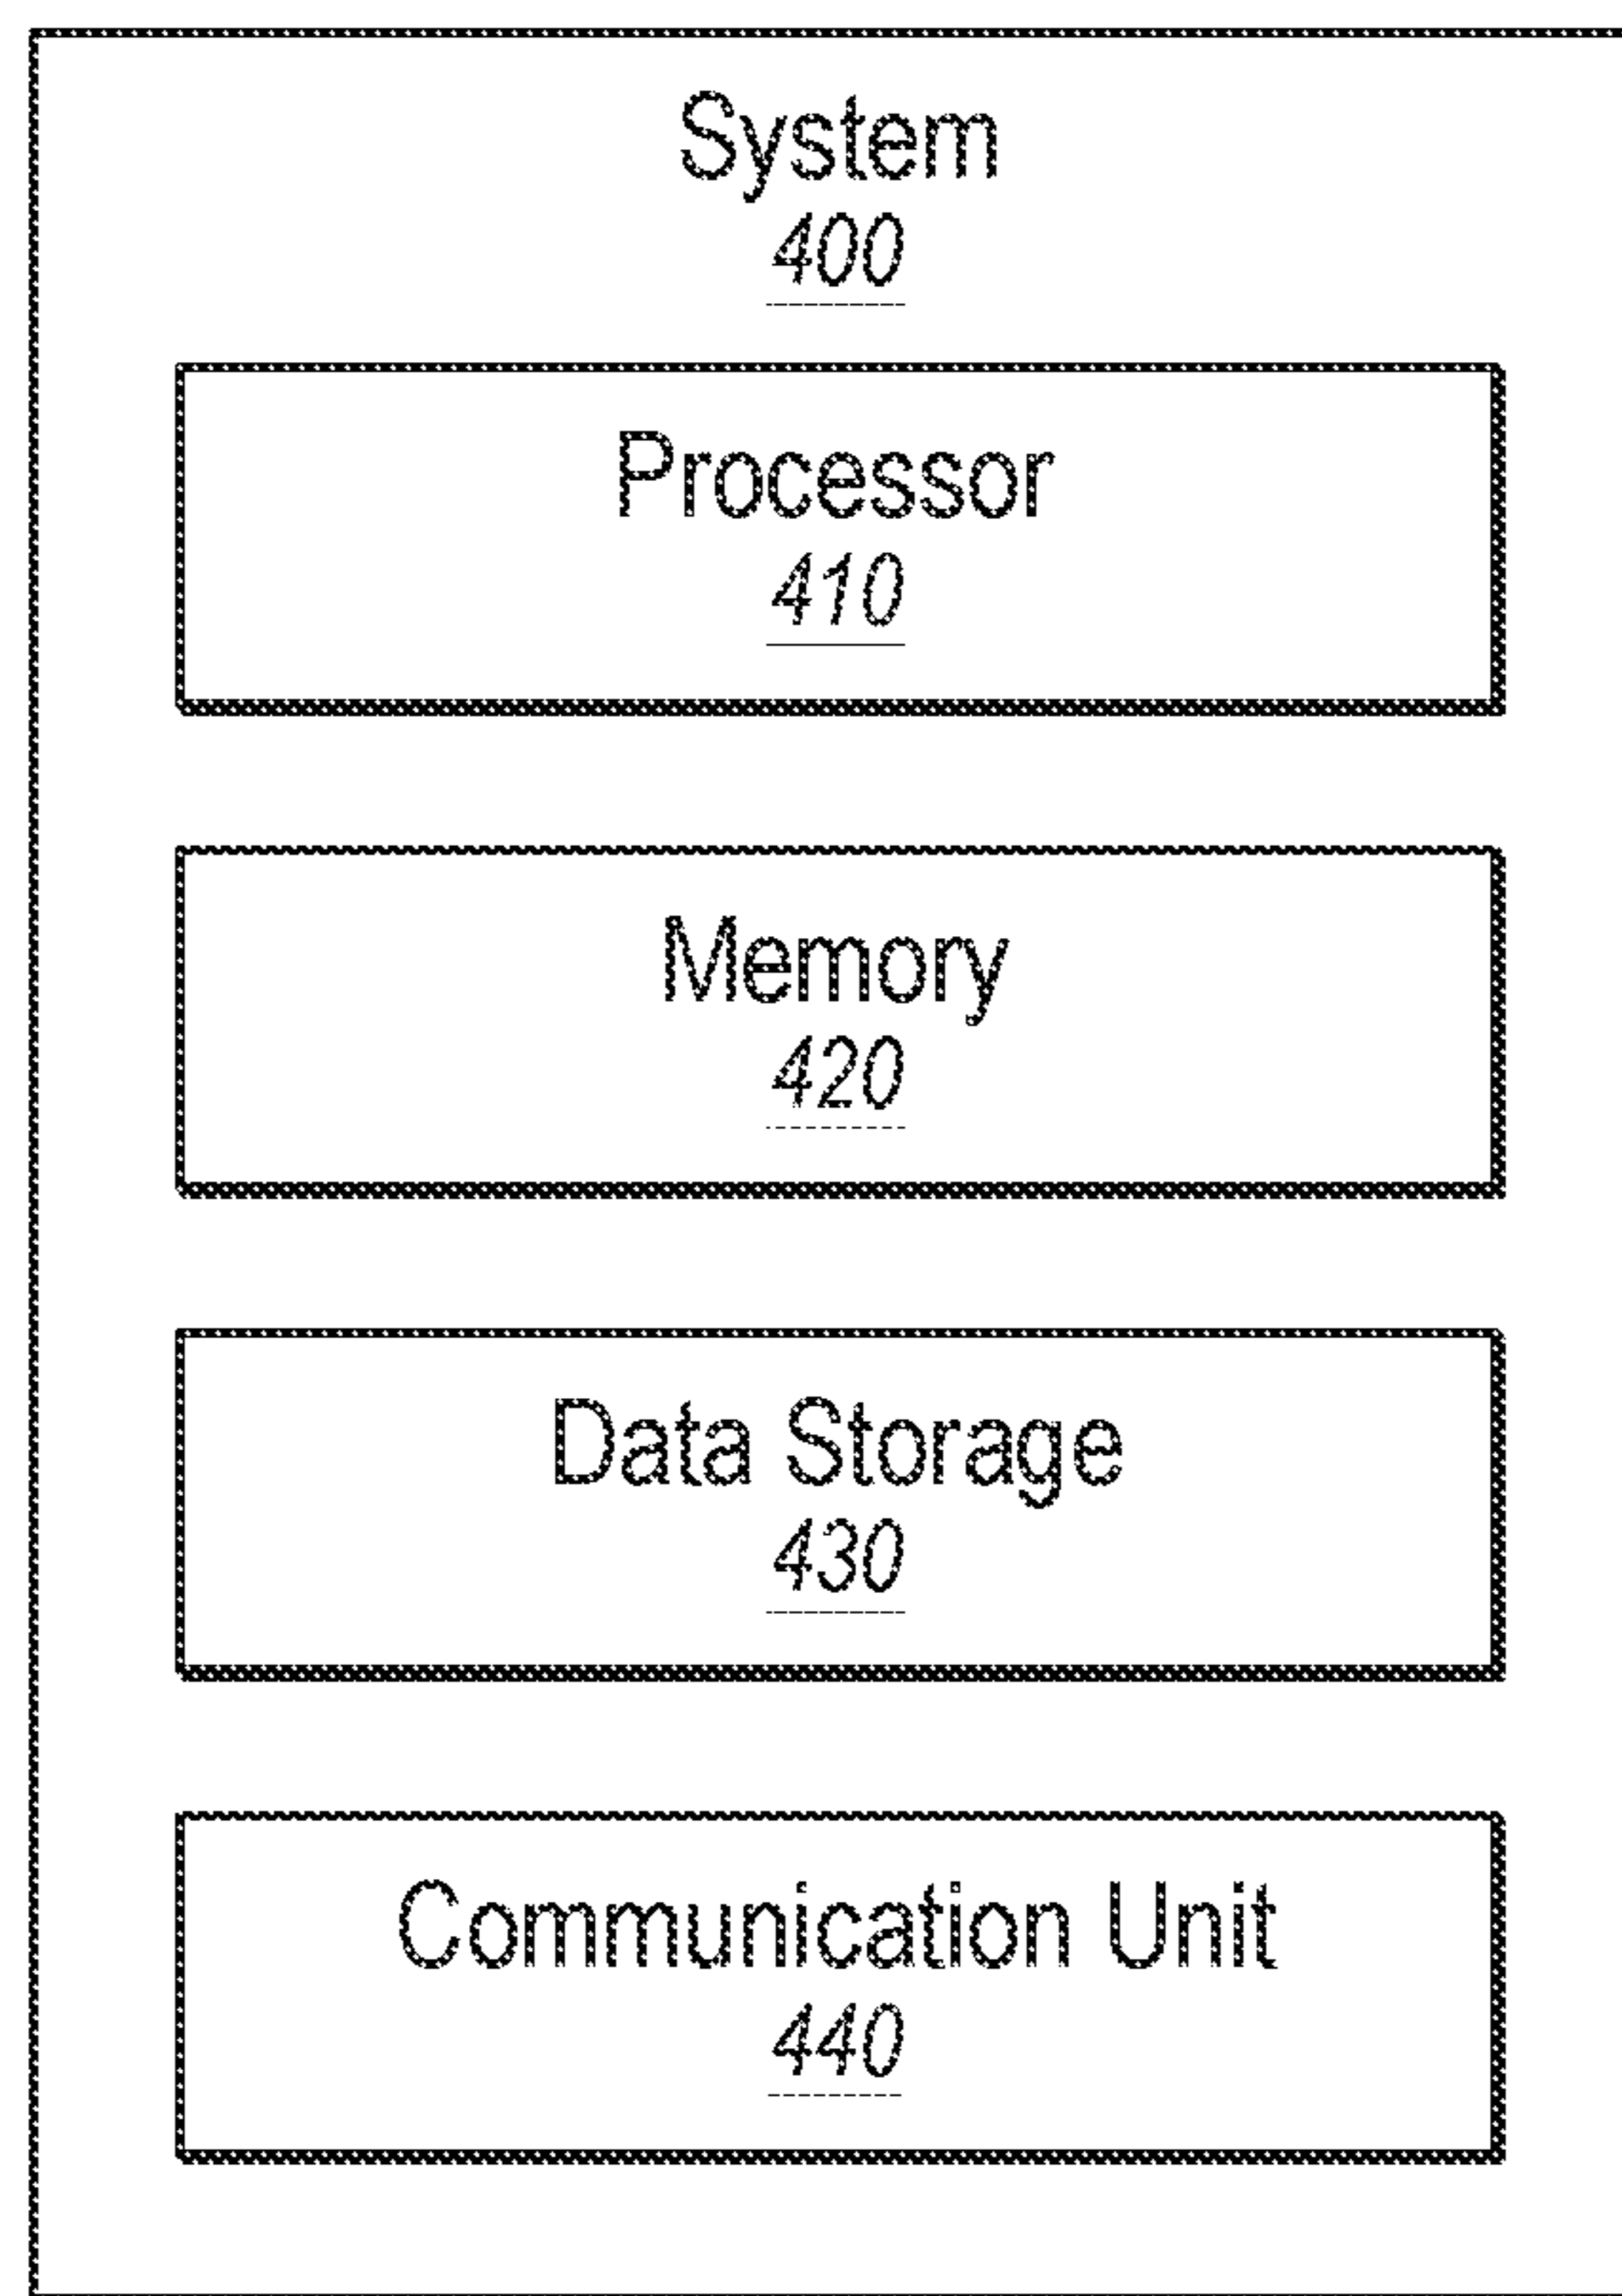 System
400
Processor
410
Memory
420
Data Storage
430
Communication Unit
440